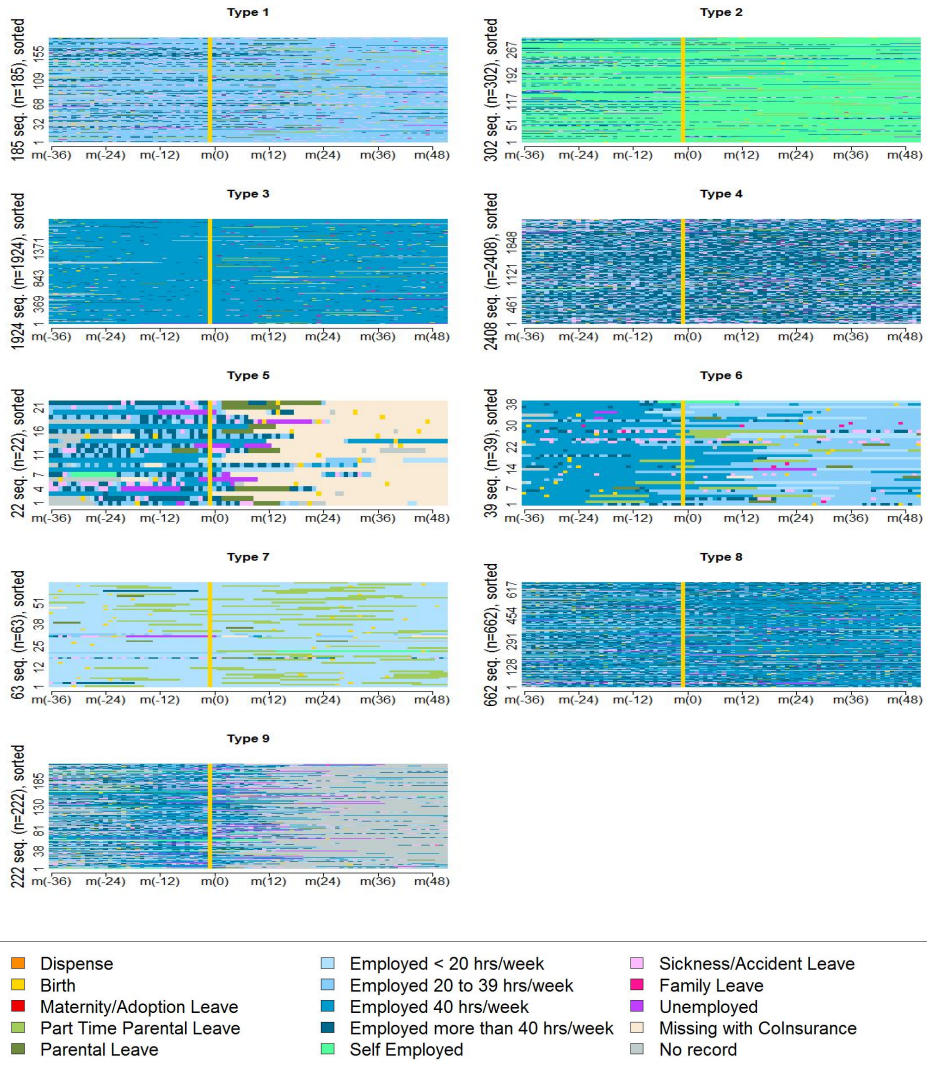 Type 1
Type 2
185 seq. (n=185), sorted
1 32 68 109 155
m(-36) m(-24) m(-12) m(0) m(12) m(24) m(36) m(48)
302 seq. (n=302), sorted
1 51 117 192 267
m(-36) m(-24) m(-12) m(0) m(12) m(24) m(36) m(48)
Type 3
Type 4
1924 seq. (n=1924), sorted
1 369 843 1371
m(-36) m(-24) m(-12) m(0) m(12) m(24) m(36) m(48)
2408 seq. (n=2408), sorted
1 461 1121 1848
m(-36) m(-24) m(-12) m(0) m(12) m(24) m(36) m(48)
Type 5
Type 6
22 seq. (n=22), sorted
1 4 7 11 16 21
m(-36) m(-24) m(-12) m(0) m(12) m(24) m(36) m(48)
39 seq. (n=39), sorted
1 7 14 22 30 38
m(-36) m(-24) m(-12) m(0) m(12) m(24) m(36) m(48)
Type 7
Type 8
63 seq. (n=63), sorted
1 12 25 38 51
m(-36) m(-24) m(-12) m(0) m(12) m(24) m(36) m(48)
662 seq. (n=662), sorted
1 128 291 454 617
m(-36) m(-24) m(-12) m(0) m(12) m(24) m(36) m(48)
Type 9
222 seq. (n=222), sorted
1 38 81 130 185
m(-36) m(-24) m(-12) m(0) m(12) m(24) m(36) m(48)
Dispense
Birth
Maternity/Adoption Leave
Part Time Parental Leave
Parental Leave
Employed < 20 hrs/week
Employed 20 to 39 hrs/week
Employed 40 hrs/week
Employed more than 40 hrs/week
Self Employed
Sickness/Accident Leave
Family Leave
Unemployed
Missing with CoInsurance
No record